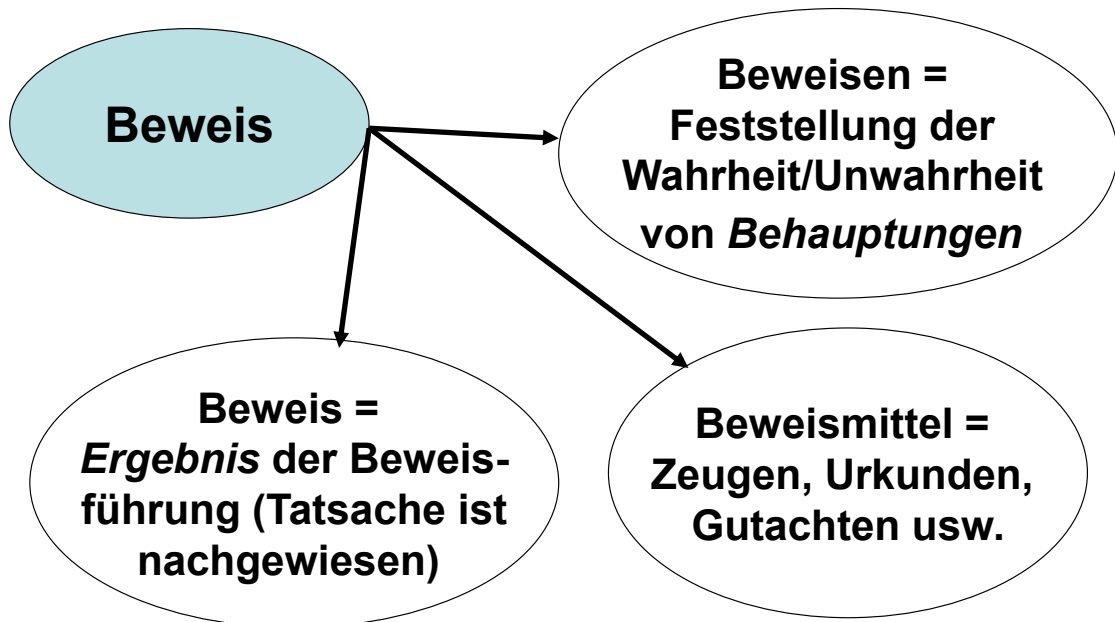 Beweis
Beweisen =
Feststellung der
Wahrheit/Unwahrheit
von Behauptungen
Beweis =
Ergebnis der Beweis-
führung (Tatsache ist
nachgewiesen)
Beweismittel =
Zeugen, Urkunden,
Gutachten usw.